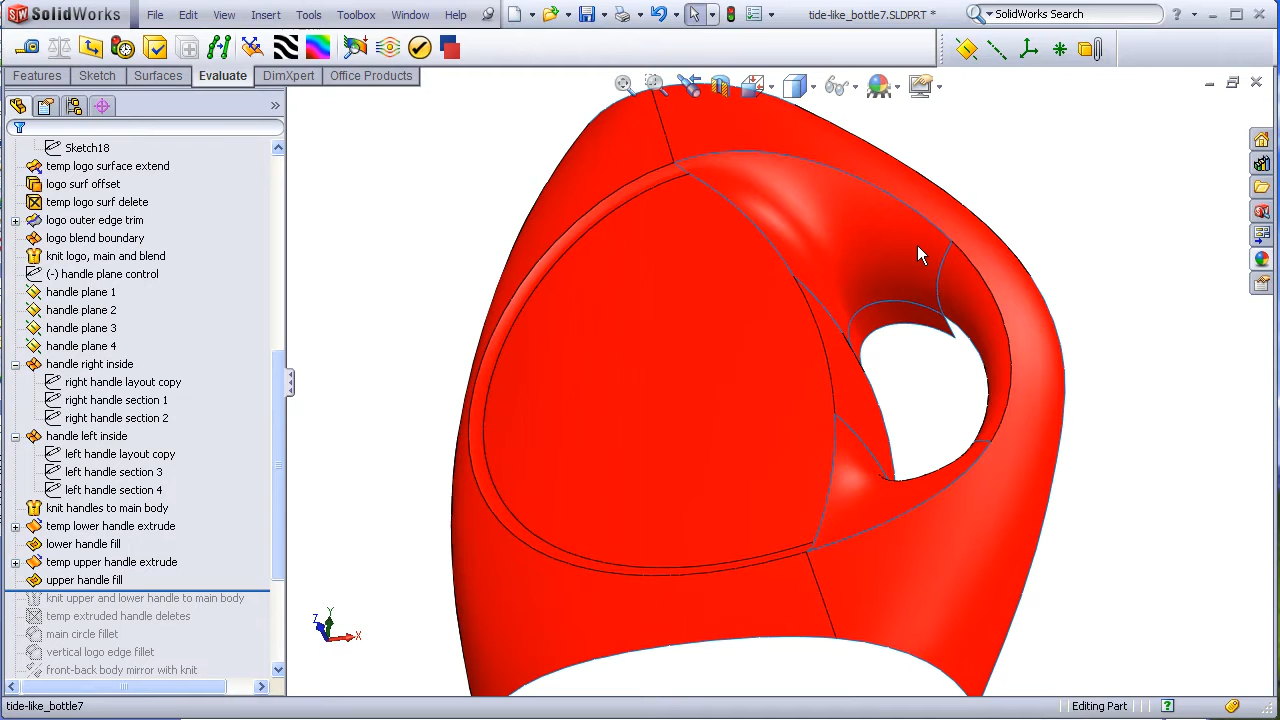 SolidWorks File Edit View Insert Tools Toolbox Window Help tide-like_bottle7.SLDPRT * SolidWorks Search ?
Features Sketch Surfaces Evaluate DimXpert Office Products
Sketch18
temp logo surface extend
logo surf offset
temp logo surf delete
logo outer edge trim
logo blend boundary
knit logo, main and blend
(-) handle plane control
handle plane 1
handle plane 2
handle plane 3
handle plane 4
handle right inside
right handle layout copy
right handle section 1
right handle section 2
handle left inside
left handle layout copy
left handle section 3
left handle section 4
knit handles to main body
temp lower handle extrude
lower handle fill
temp upper handle extrude
upper handle fill
knit upper and lower handle to main body
temp extruded handle deletes
main circle fillet
vertical logo edge fillet
front-back body mirror with knit
Y
Z
X
tide-like_bottle7 Editing Part